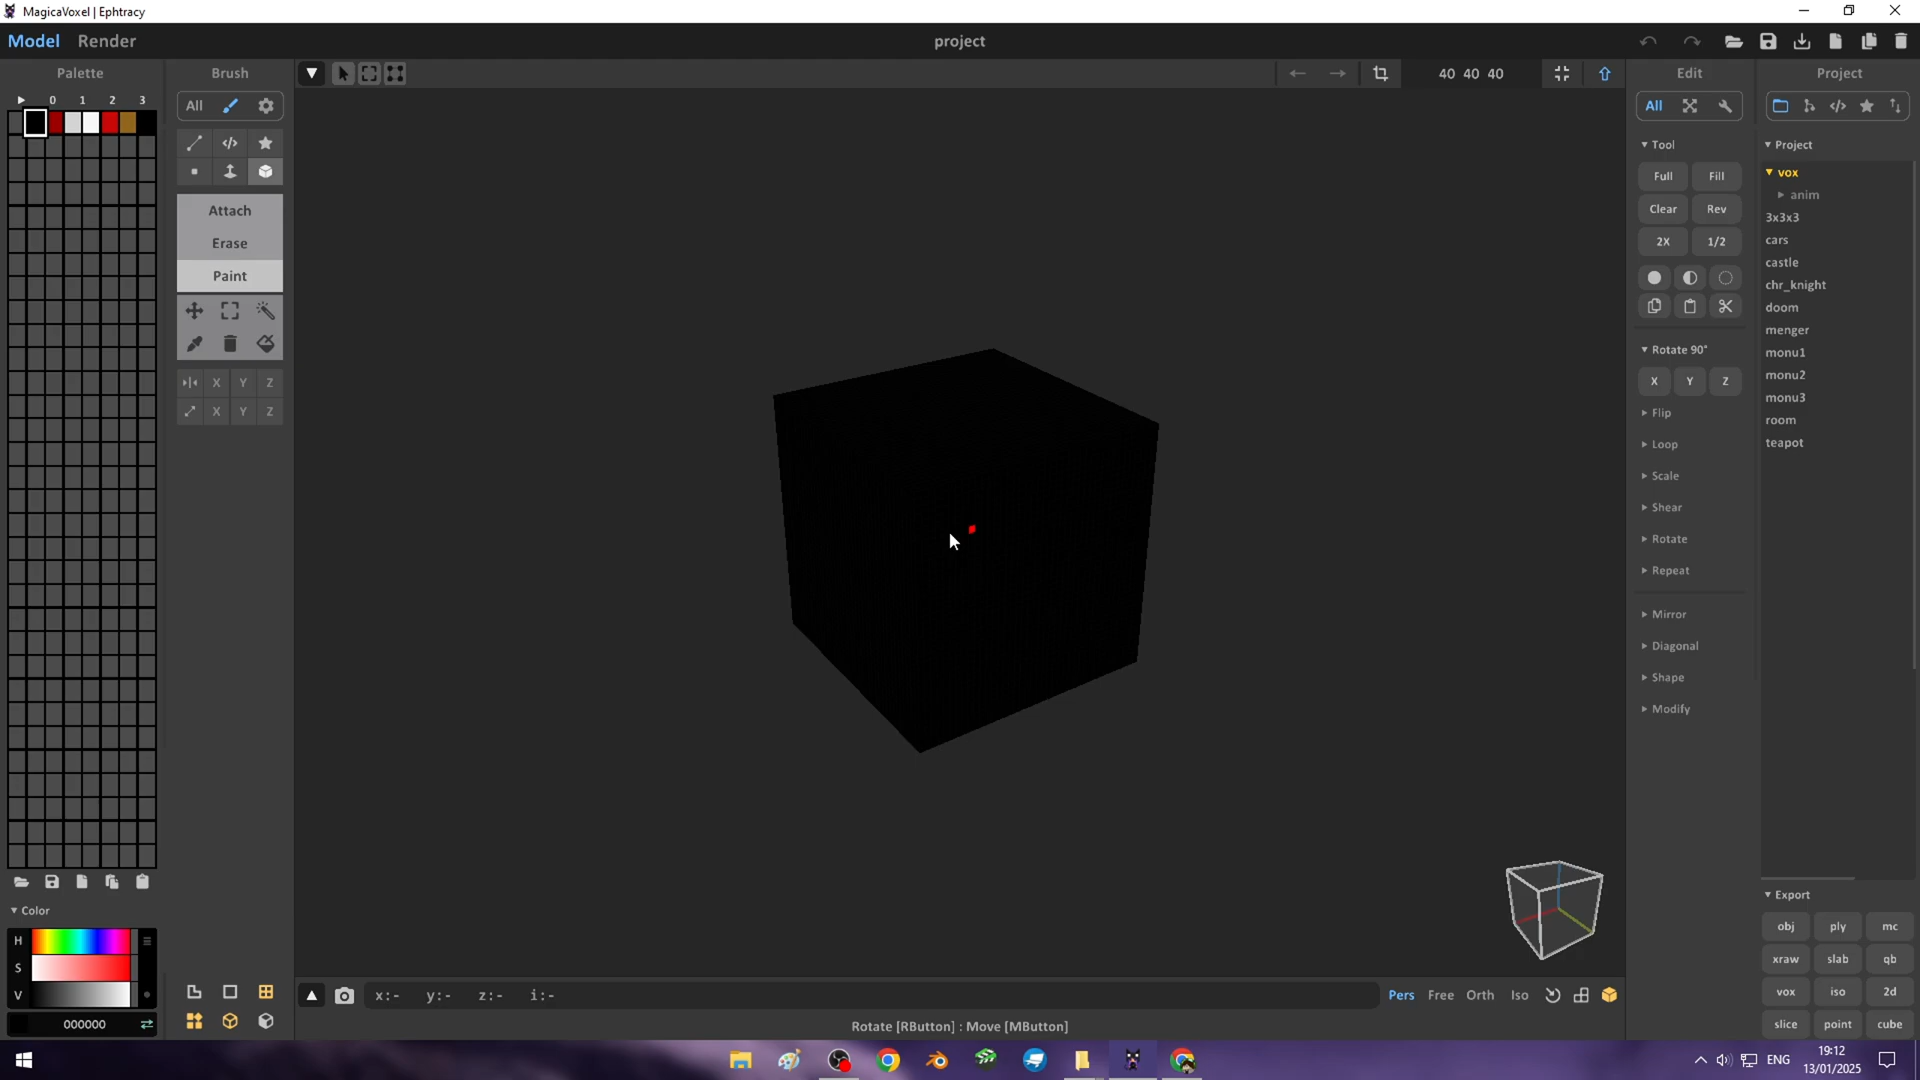 MagicaVoxel | Ephtracy
Model Render
project
Palette
Brush
40 40 40
Edit
Project
0 1 2 3
All
All
Tool
Project
Full Fill
vox
anim
Clear Rev
Attach
3x3x3
Erase
2X 1/2
cars
castle
Paint
chr_knight
doom
menger
Rotate 90°
monu1
X Y Z
X Y Z
monu2
monu3
X Y Z
Flip
room
Loop
teapot
Scale
Shear
Rotate
Repeat
Mirror
Diagonal
Shape
Modify
Color
Export
H
obj ply mc
S
xraw slab qb
V
x:- y:- z:- i:-
Pers Free Orth Iso
vox iso 2d
000000
Rotate [RButton] : Move [MButton]
slice point cube
ENG
19:12
13/01/2025